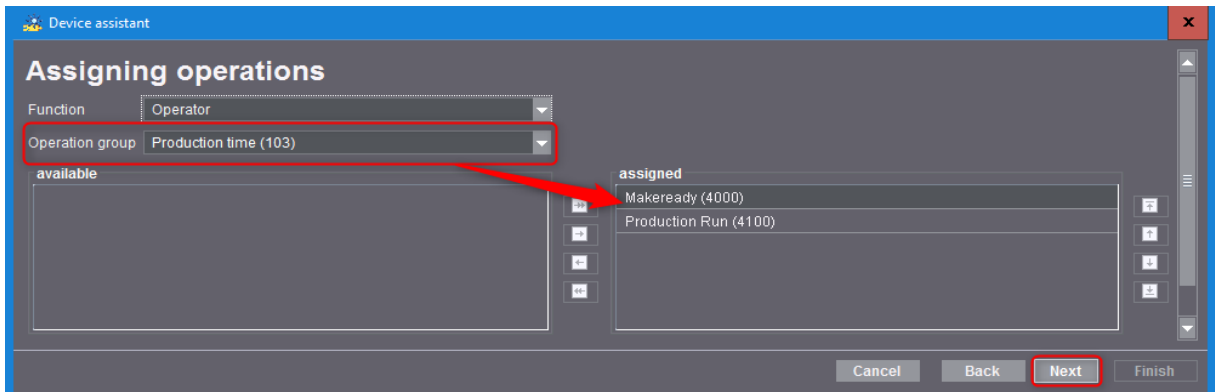 Device assistant
x
Assigning operations
Function Operator
Operation group Production time (103)
available
assigned
Makeready (4000)
Production Run (4100)
Cancel Back Next Finish